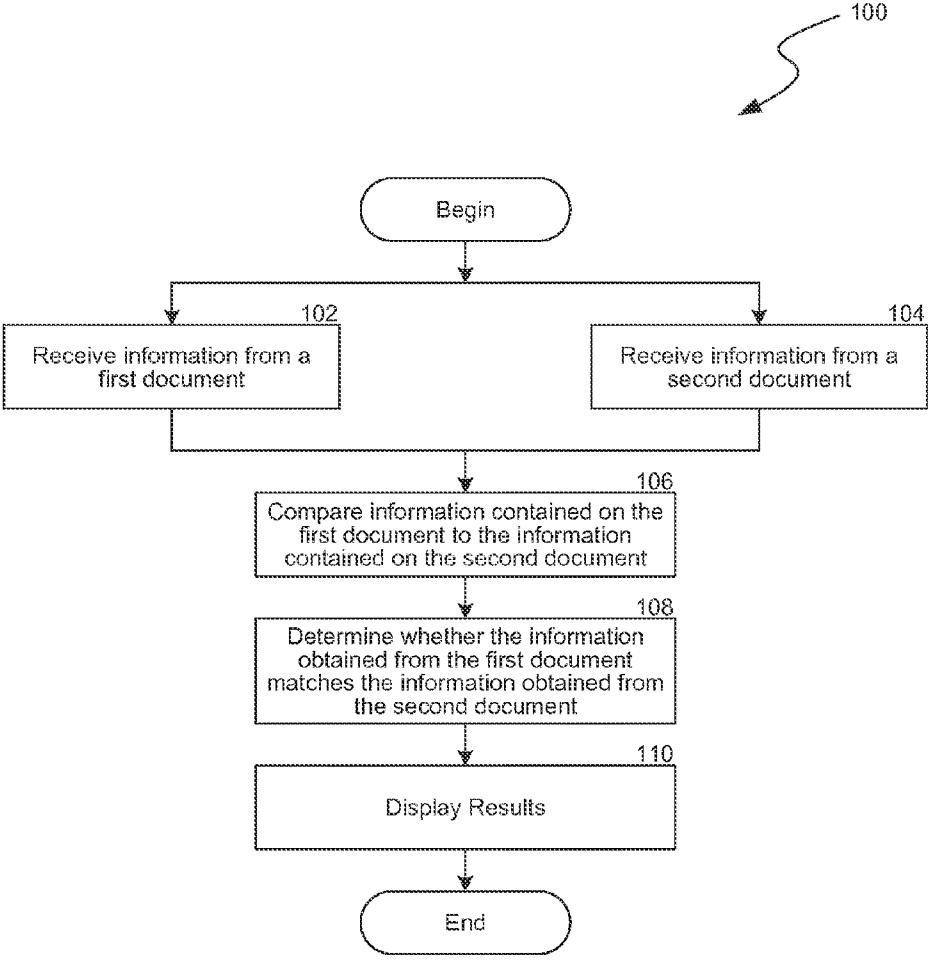 100
Begin
102
Receive information from a
first document
104
Receive information from a
second document
106
Compare information contained on the
first document to the information
contained on the second document
108
Determine whether the information
obtained from the first document
matches the information obtained from
the second document
110
Display Results
End